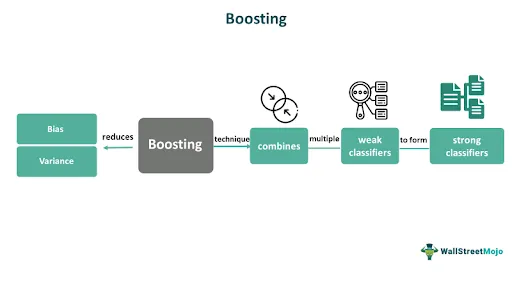 Boosting
Bias
Variance
reduces
Boosting
technique
combines
multiple
weak
classifiers
to form
strong
classifiers
WallStreetMojo